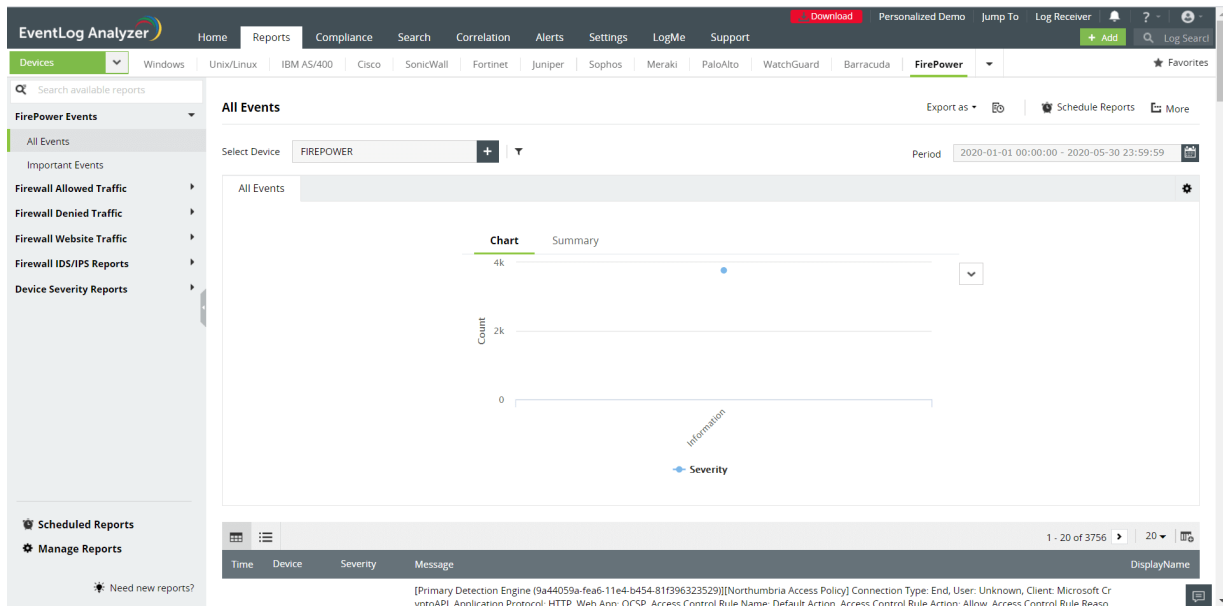 EventLog Analyzer
Download Personalized Demo Jump To Log Receiver ?
Home Reports Compliance Search Correlation Alerts Settings LogMe Support
+ Add Log Search
Devices Windows Unix/Linux IBM AS/400 Cisco SonicWall Fortinet Juniper Sophos Meraki PaloAlto WatchGuard Barracuda FirePower Favorites
Search available reports
FirePower Events
All Events
Important Events
Firewall Allowed Traffic
Firewall Denied Traffic
Firewall Website Traffic
Firewall IDS/IPS Reports
Device Severity Reports
Scheduled Reports
Manage Reports
Need new reports?
All Events
Export as Schedule Reports More
Select Device FIREPOWER + Period 2020-01-01 00:00:00 - 2020-05-30 23:59:59
All Events
Chart Summary
4k
2k
0
Count
Information
Severity
1 - 20 of 3756 20
Time Device Severity Message DisplayName
[Primary Detection Engine (9a44059a-fea6-11e4-b454-81f396323529)][Northumbria Access Policy] Connection Type: End, User: Unknown, Client: Microsoft Cr
yptoAPI, Application Protocol: HTTP, Web App: OCSP, Access Control Rule Name: Default Action, Access Control Rule Action: Allow, Access Control Rule Reaso